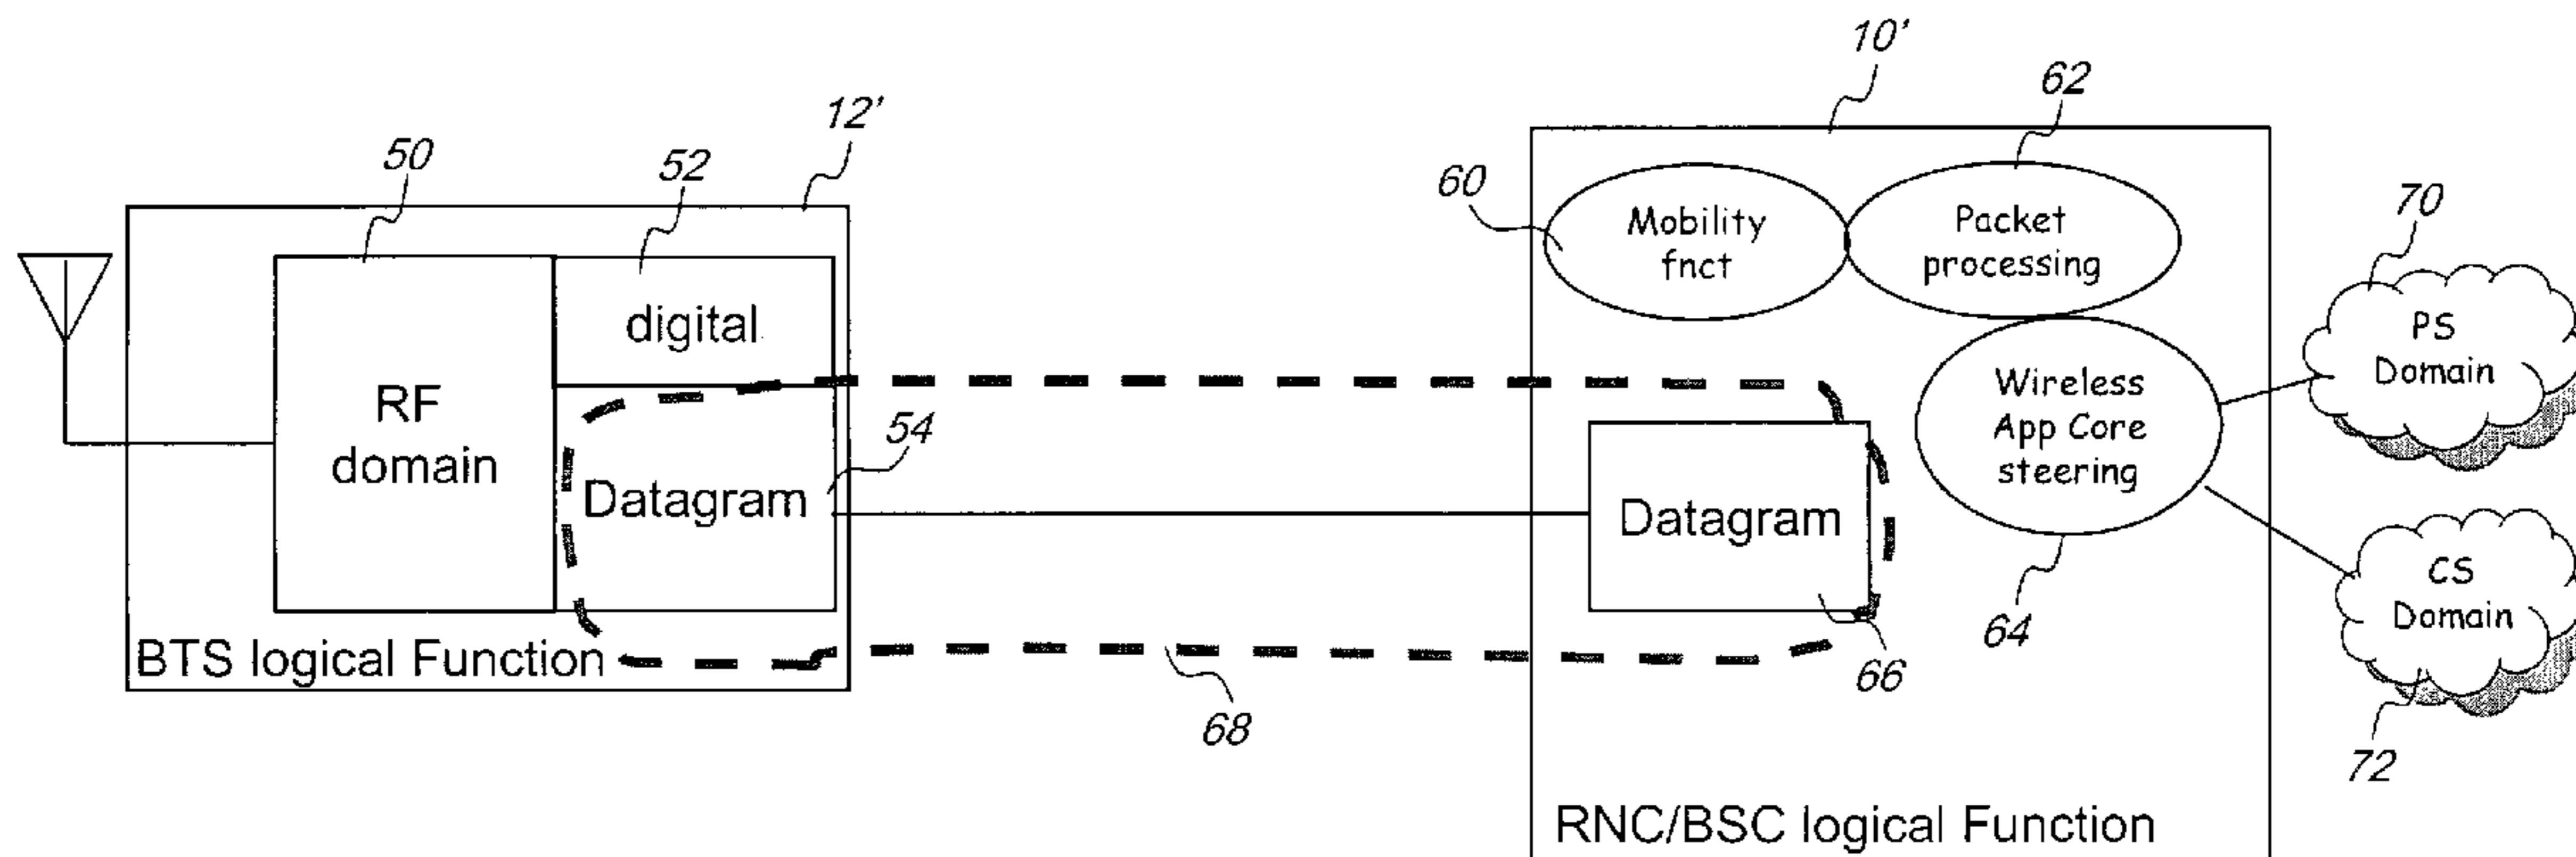 10'
62
12'
52
50
60
Mobility
fnct
Packet
processing
70
PS
Domain
digital
RF
domain
54
Datagram
Wireless
App Core
steering
Datagram
CS
Domain
64
66
68
72
BTS logical Function
RNC/BSC logical Function